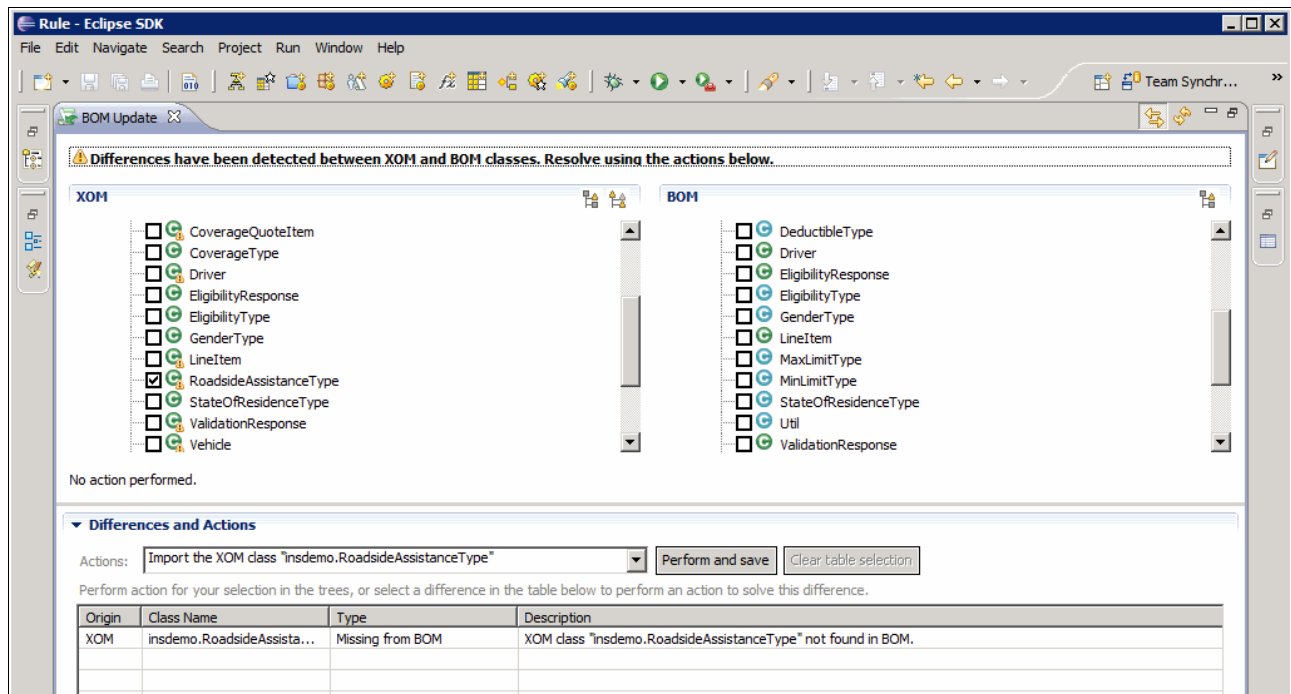 Rule - Eclipse SDK
File Edit Navigate Search Project Run Window Help
010 Team Synchr... »
BOM Update
Differences have been detected between XOM and BOM classes. Resolve using the actions below.
XOM
CoverageQuoteItem
CoverageType
Driver
EligibilityResponse
EligibilityType
GenderType
LineItem
RoadsideAssistanceType
StateOfResidenceType
ValidationResponse
Vehicle
BOM
DeductibleType
Driver
EligibilityResponse
EligibilityType
GenderType
LineItem
MaxLimitType
MinLimitType
StateOfResidenceType
Util
ValidationResponse
No action performed.
Differences and Actions
Actions: Import the XOM class "insdemo.RoadsideAssistanceType" Perform and save Clear table selection
Perform action for your selection in the trees, or select a difference in the table below to perform an action to solve this difference.
Origin Class Name Type Description
XOM insdemo.RoadsideAssista... Missing from BOM XOM class "insdemo.RoadsideAssistanceType" not found in BOM.